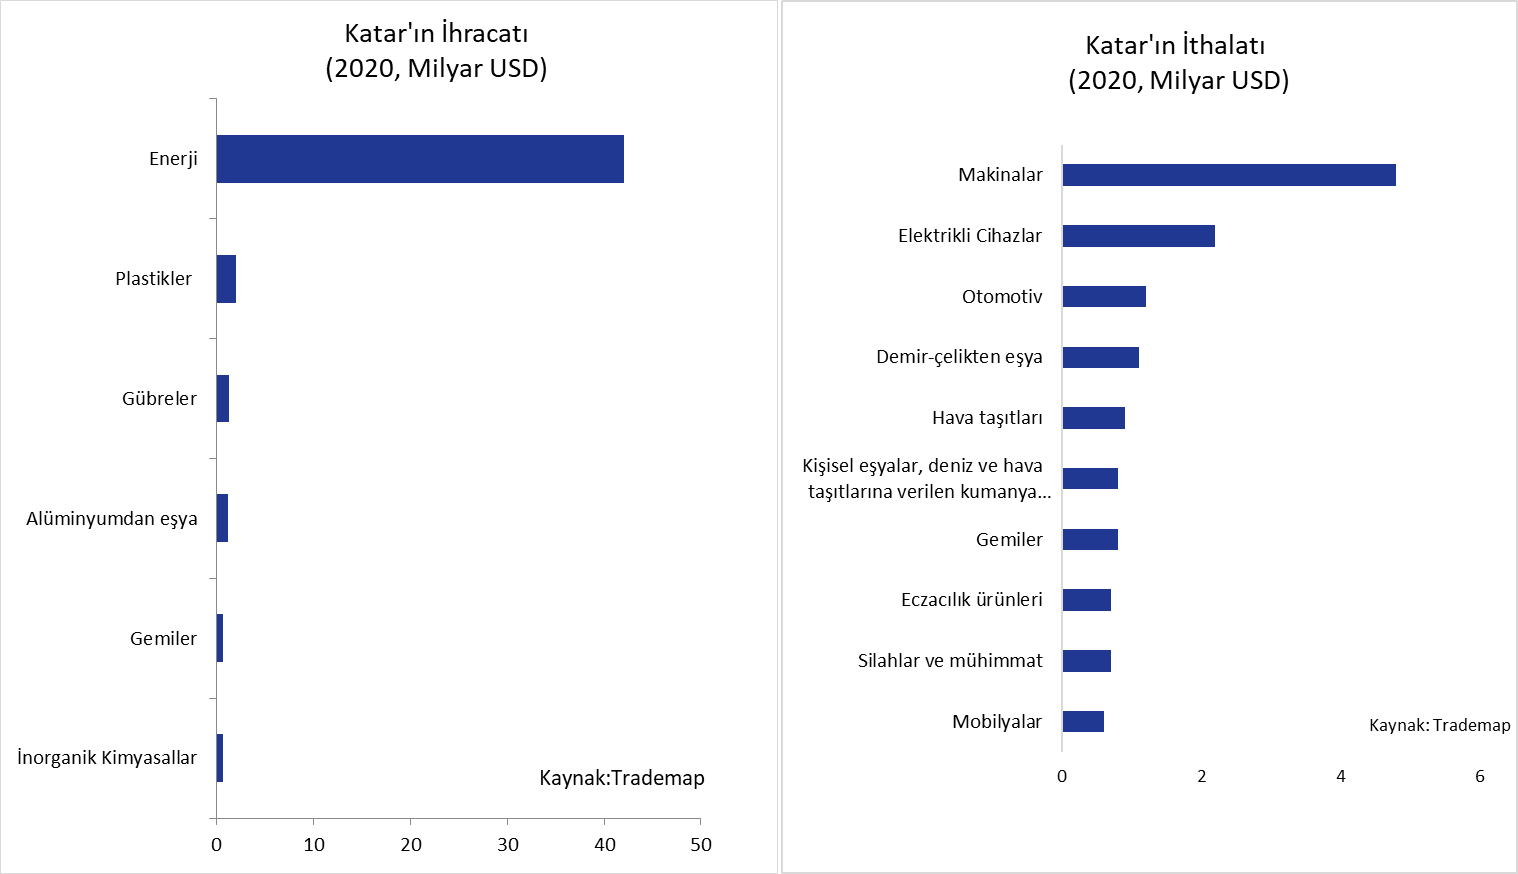 Katar'ın İhracatı
(2020, Milyar USD)
Enerji
Plastikler
Gübreler
Alüminyumdan eşya
Gemiler
İnorganik Kimyasallar
Kaynak:Trademap
0 10 20 30 40 50
Katar'ın İthalatı
(2020, Milyar USD)
Makinalar
Elektrikli Cihazlar
Otomotiv
Demir-çelikten eşya
Hava taşıtları
Kişisel eşyalar, deniz ve hava
taşıtlarına verilen kumanya...
Gemiler
Eczacılık ürünleri
Silahlar ve mühimmat
Mobilyalar
Kaynak: Trademap
0 2 4 6